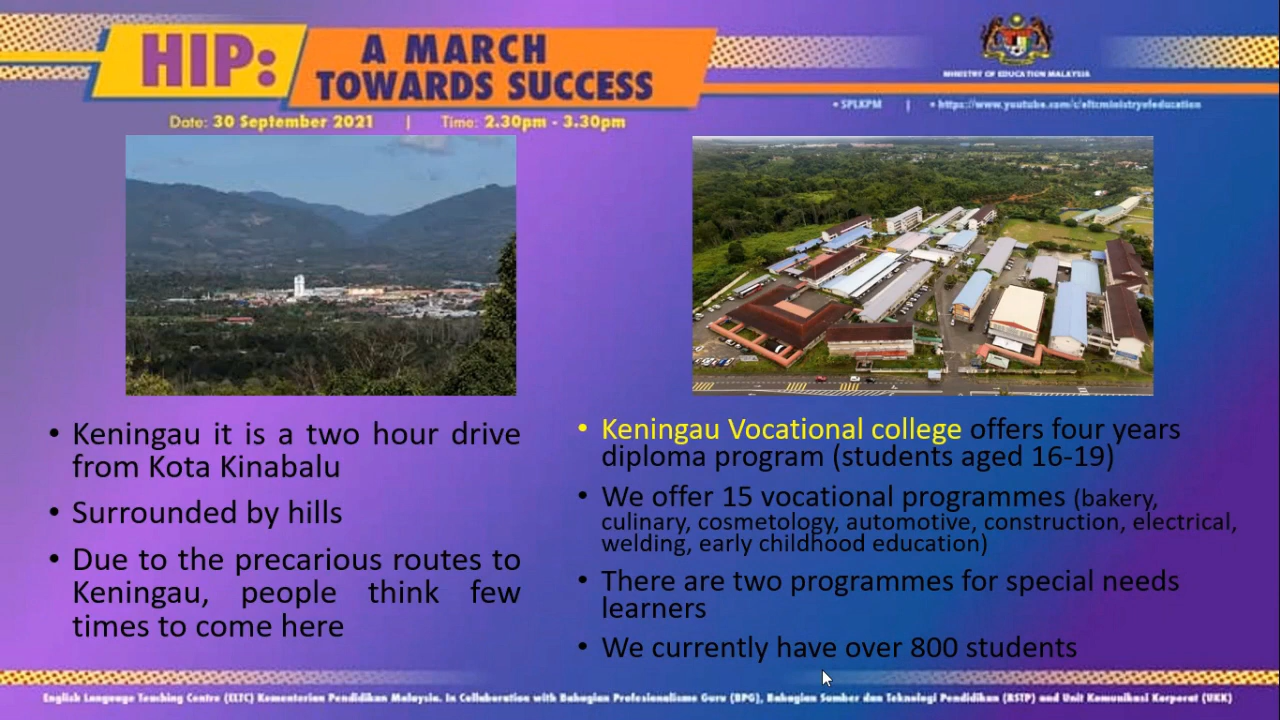 HIP:
A MARCH
TOWARDS SUCCESS
MINISTRY OF EDUCATION MALAYSIA
• SPLKPM | • https://www.youtube.com/c/eltcministryofeducation
Date: 30 September 2021 | Time: 2.30pm - 3.30pm
• Keningau it is a two hour drive
from Kota Kinabalu
• Surrounded by hills
• Due to the precarious routes to
Keningau, people think few
times to come here
• Keningau Vocational college offers four years
diploma program (students aged 16-19)
• We offer 15 vocational programmes (bakery,
culinary, cosmetology, automotive, construction, electrical,
welding, early childhood education)
• There are two programmes for special needs
learners
• We currently have over 800 students
English Language Teaching Centre (ELTC) Kementerian Pendidikan Malaysia. In Collaboration with Bahagian Profesionalisme Guru (BPG), Bahagian Sumber dan Teknologi Pendidikan (BSTP) and Unit Komunikasi Korporat (UKK)